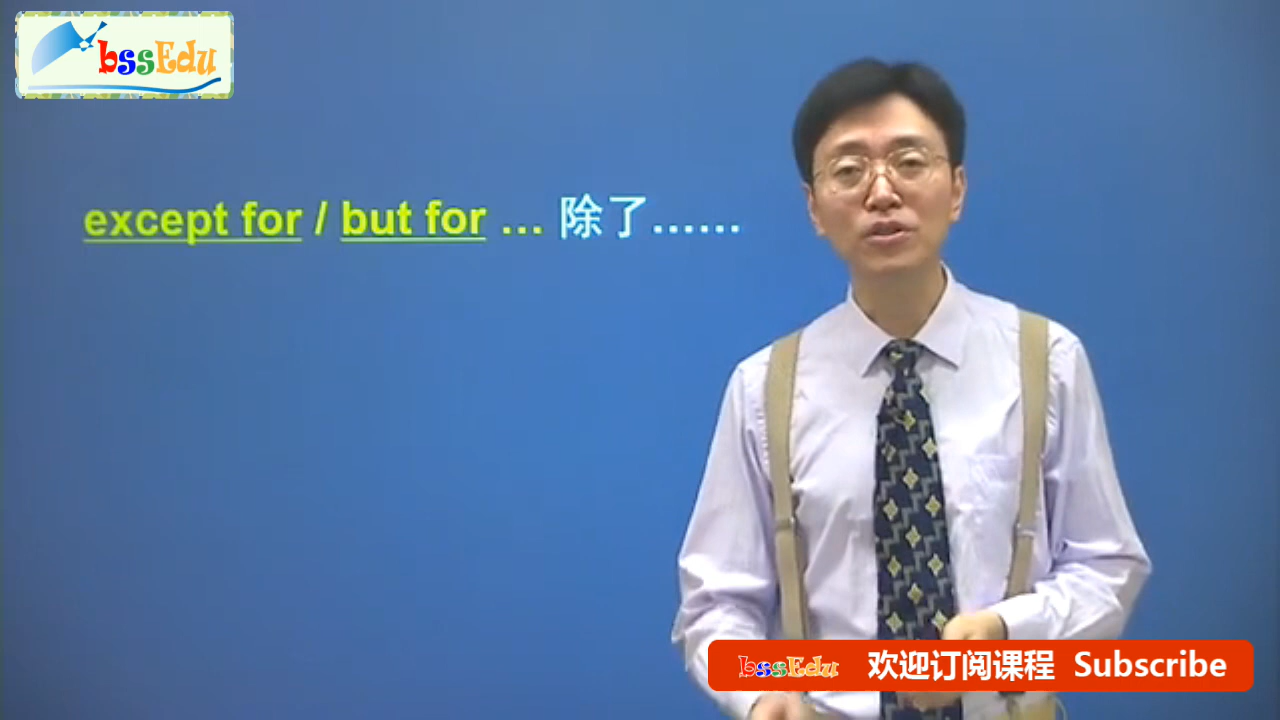 bssEdu
except for / but for ... 除了......
bssEdu 欢迎订阅课程 Subscribe